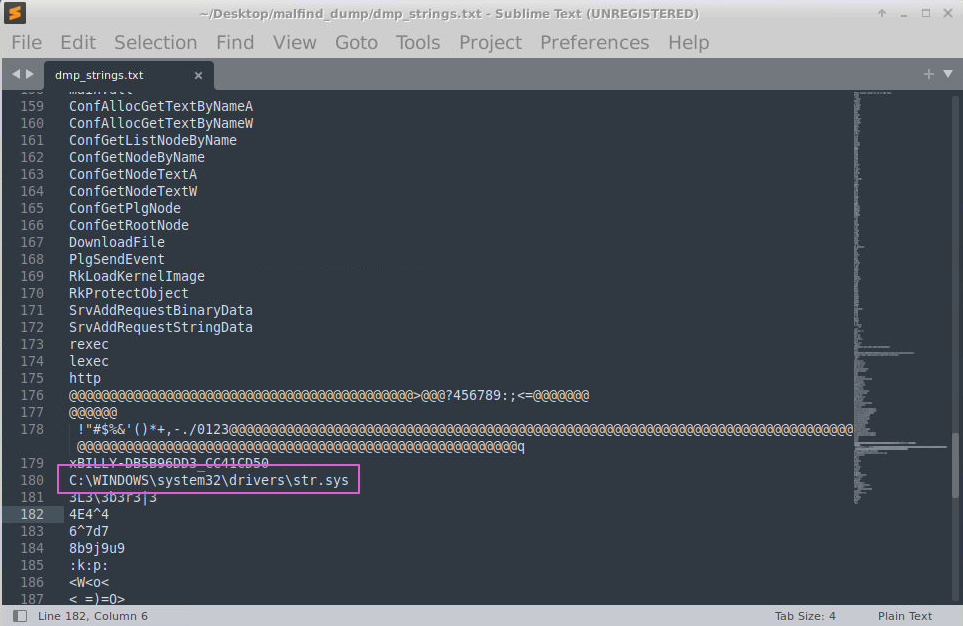 ~/Desktop/malfind_dump/dmp_strings.txt - Sublime Text (UNREGISTERED)
File Edit Selection Find View Goto Tools Project Preferences Help
dmp_strings.txt
159 ConfAllocGetTextByNameA
160 ConfAllocGetTextByNameW
161 ConfGetListNodeByName
162 ConfGetNodeByName
163 ConfGetNodeTextA
164 ConfGetNodeTextW
165 ConfGetPlgNode
166 ConfGetRootNode
167 DownloadFile
168 PlgSendEvent
169 RkLoadKernelImage
170 RkProtectObject
171 SrvAddRequestBinaryData
172 SrvAddRequestStringData
173 rexec
174 lexec
175 http
176 @@@@@@@@@@@@@@@@@@@@@@@@@@@@@@@@@@@@@@@@@@@>@@@?456789:;<=@@@@@@@
177 @@@@@@
178 !"#$%&'()*+,-./0123@@@@@@@@@@@@@@@@@@@@@@@@@@@@@@@@@@@@@@@@@@@@@@@@@@@@@@@@@@@@@@@@@@@@@@@@@@@@@@
@@@@@@@@@@@@@@@@@@@@@@@@@@@@@@@@@@@@@@@@@@@@@@@@@@@@@@@q
179 xBILLY-DB5B96DD3_CC41CD50
180 C:\WINDOWS\system32\drivers\str.sys
181 3L3\3b3r3|3
182 4E4^4
183 6^7d7
184 8b9j9u9
185 :k:p:
186 <W<o<
187 < =)=O>
Line 182, Column 6
Tab Size: 4
Plain Text